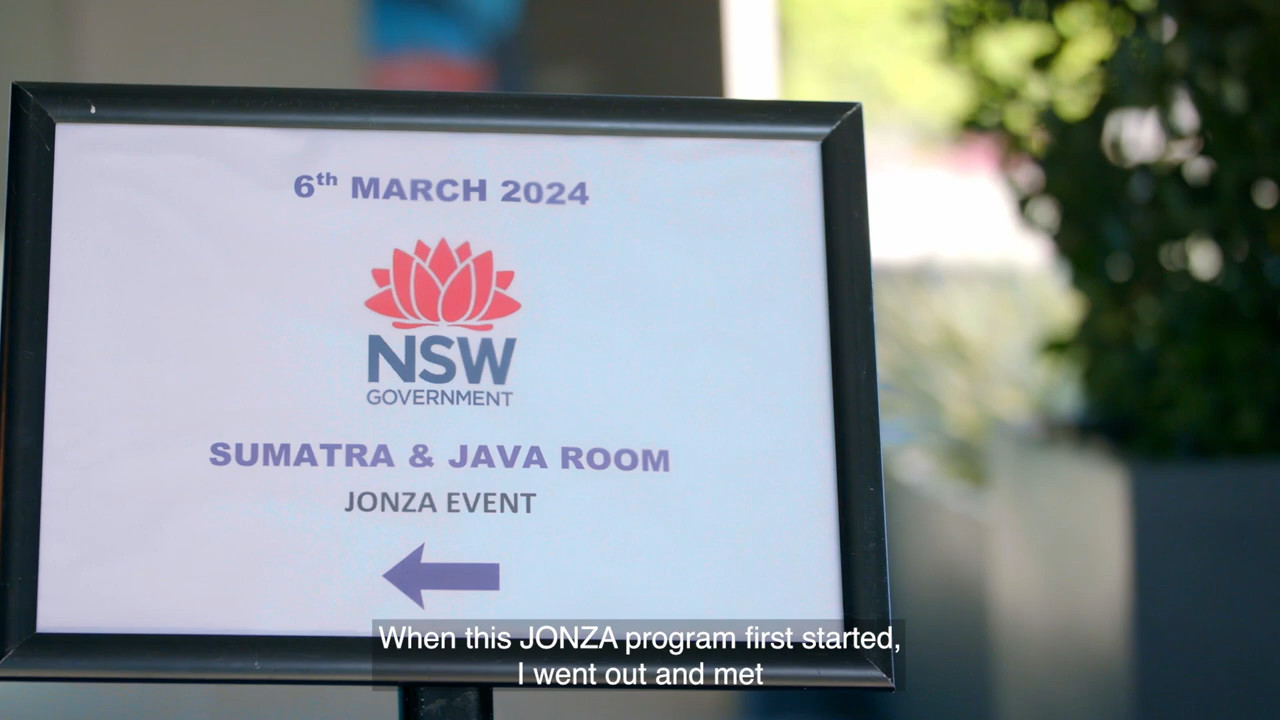 6th MARCH 2024
NSW
GOVERNMENT
SUMATRA & JAVA ROOM
JONZA EVENT
When this JONZA program first started,
I went out and met